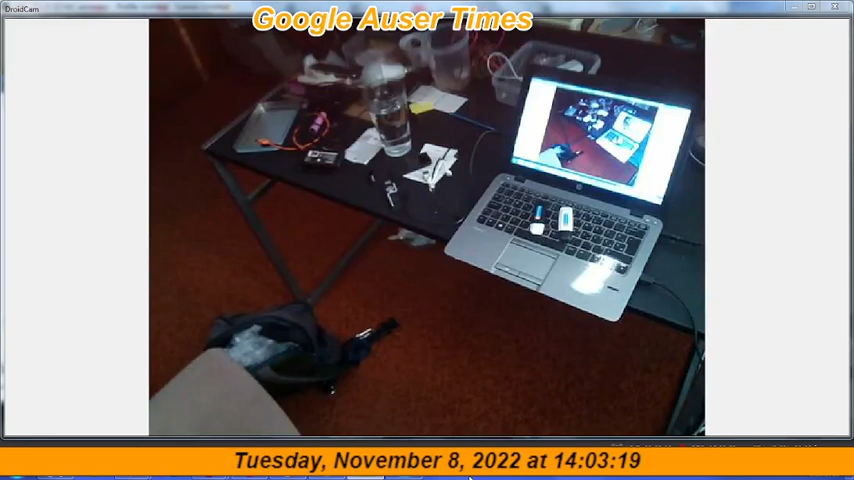 DroidCam
Google Auser Times
Tuesday, November 8, 2022 at 14:03:19